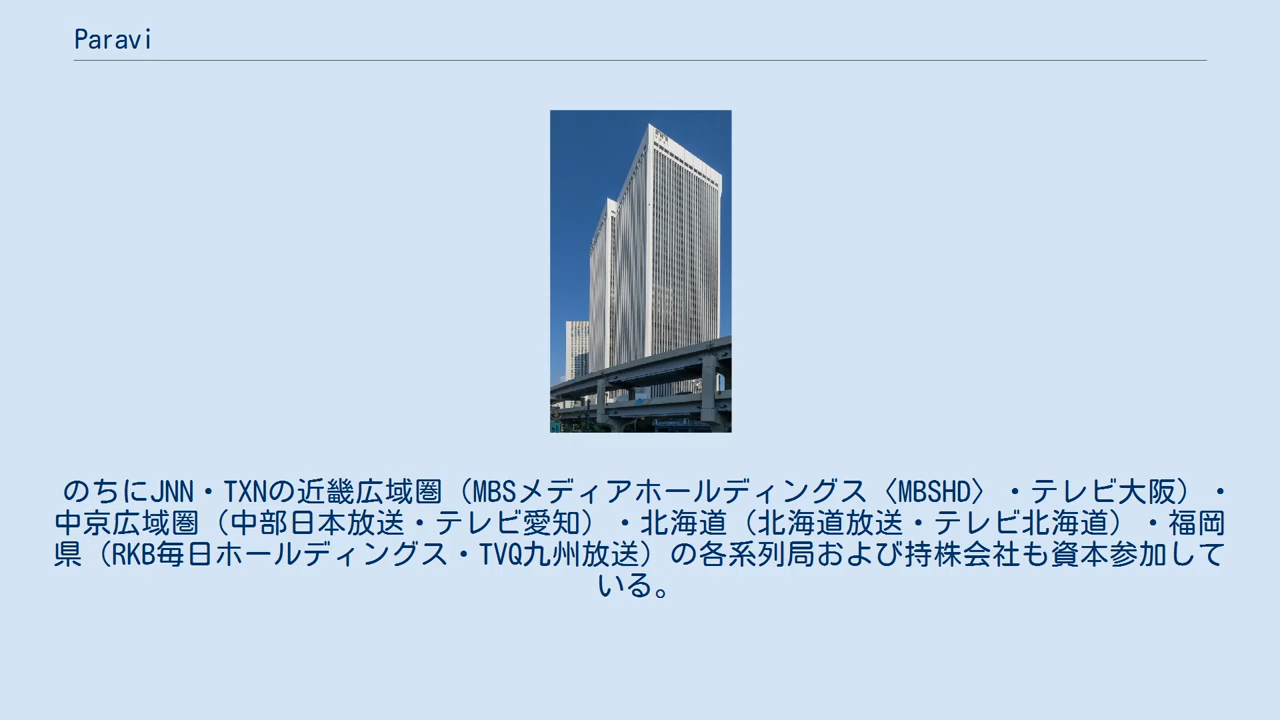 Paravi
のちにJNN・TXNの近畿広域圏（MBSメディアホールディングス〈MBSHD〉・テレビ大阪）・
中京広域圏（中部日本放送・テレビ愛知）・北海道（北海道放送・テレビ北海道）・福岡
県（RKB毎日ホールディングス・TVQ九州放送）の各系列局および持株会社も資本参加して
いる。